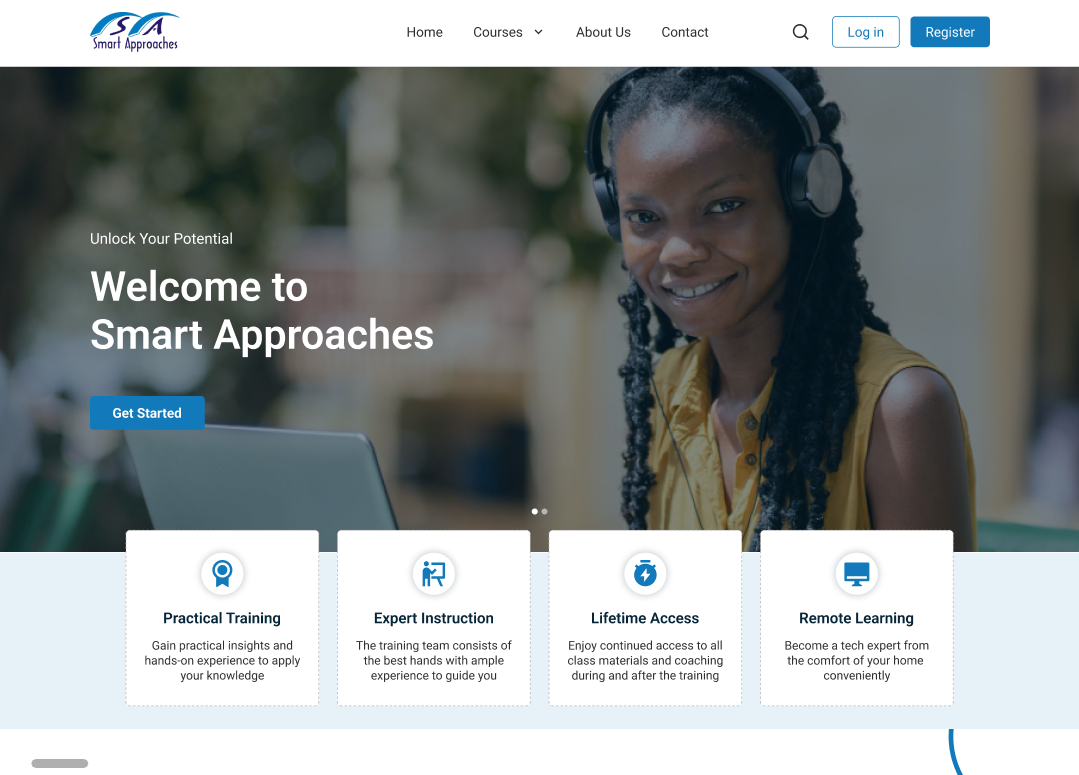 SA
Smart Approaches
Home Courses About Us Contact Log in Register
Unlock Your Potential
Welcome to
Smart Approaches
Get Started
Practical Training
Gain practical insights and
hands-on experience to apply
your knowledge
Expert Instruction
The training team consists of
the best hands with ample
experience to guide you
Lifetime Access
Enjoy continued access to all
class materials and coaching
during and after the training
Remote Learning
Become a tech expert from
the comfort of your home
conveniently